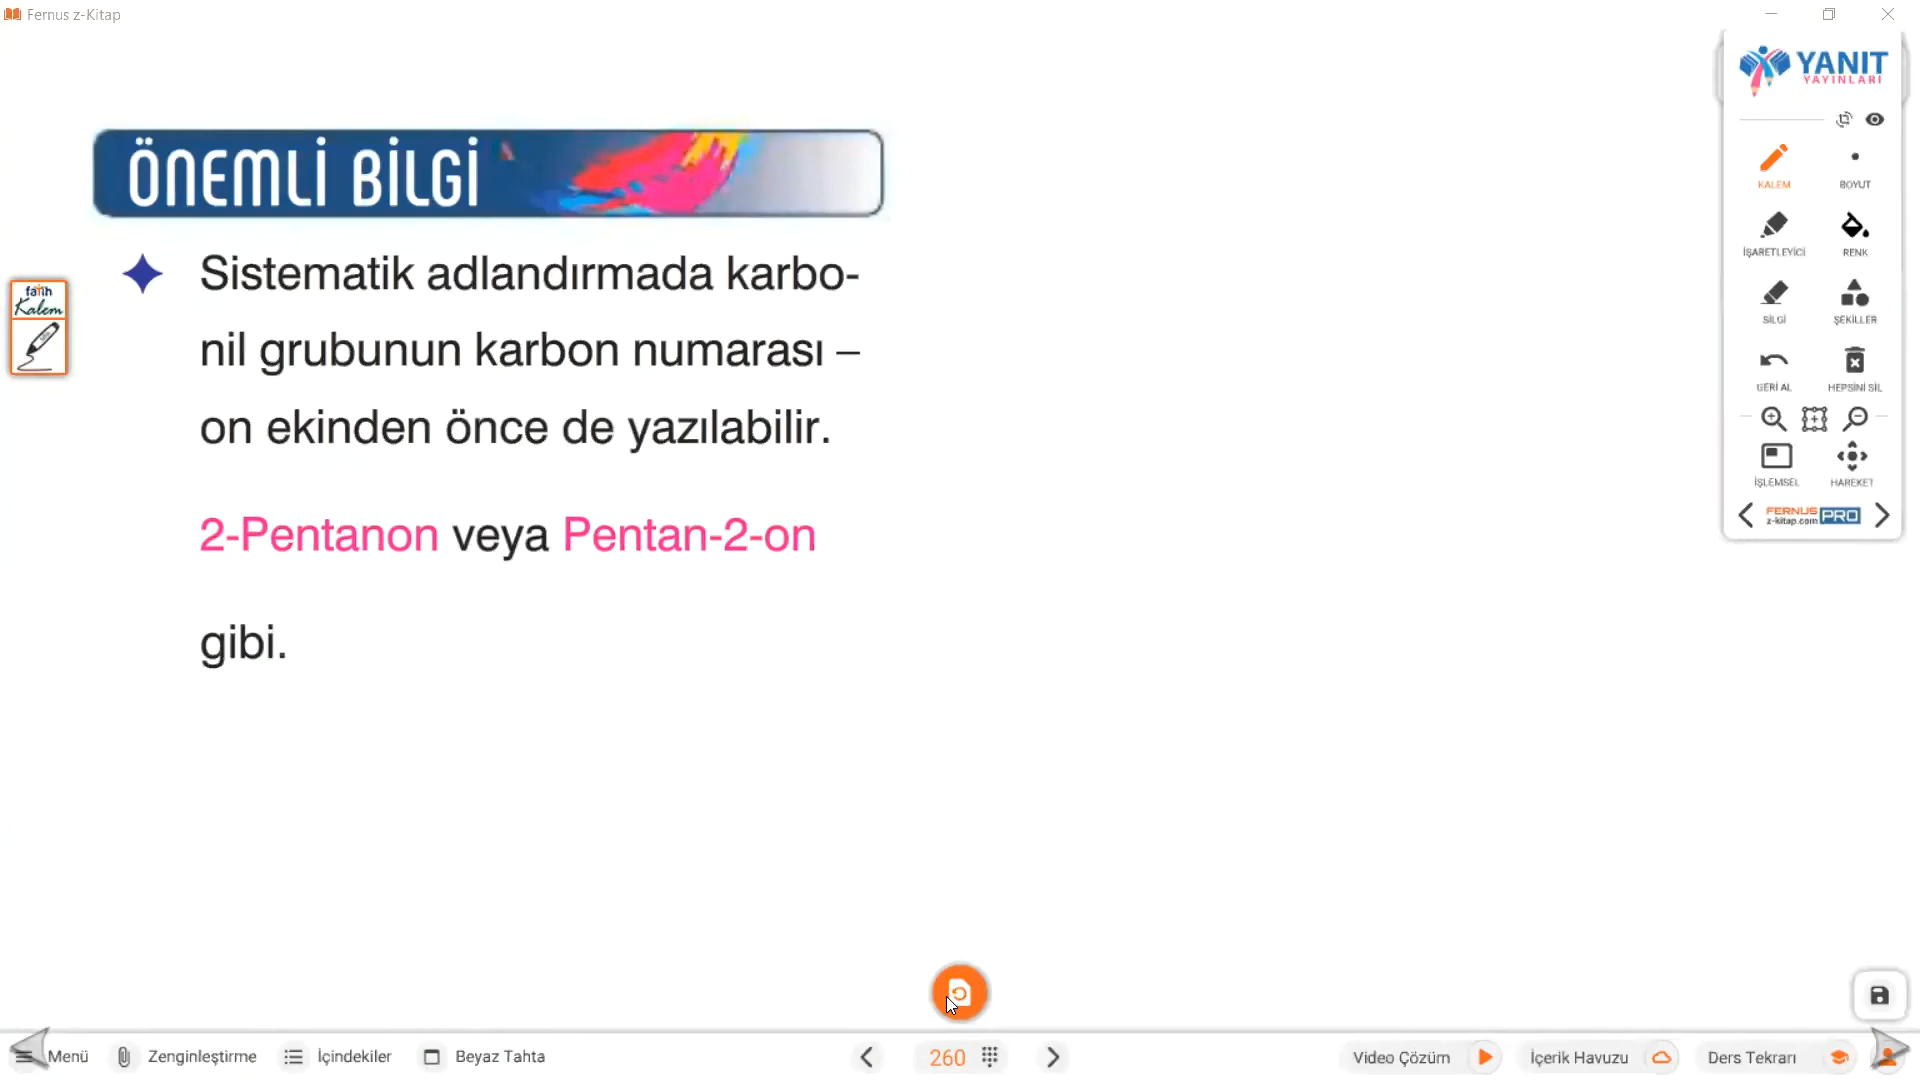 Fernus z-Kitap
YANIT
YAYINLARI
ÖNEMLİ BİLGİ
Sistematik adlandırmada karbo-
nil grubunun karbon numarası –
on ekinden önce de yazılabilir.
2-Pentanon veya Pentan-2-on
gibi.
fatih
Kalem
KALEM BOYUT
İŞARETLEYİCİ RENK
SİLGİ ŞEKİLLER
GERİ AL HEPSİNİ SİL
İŞLEMSEL HAREKET
FERNUS PRO
z-kitap.com
Menü Zenginleştirme İçindekiler Beyaz Tahta 260 Video Çözüm İçerik Havuzu Ders Tekrarı